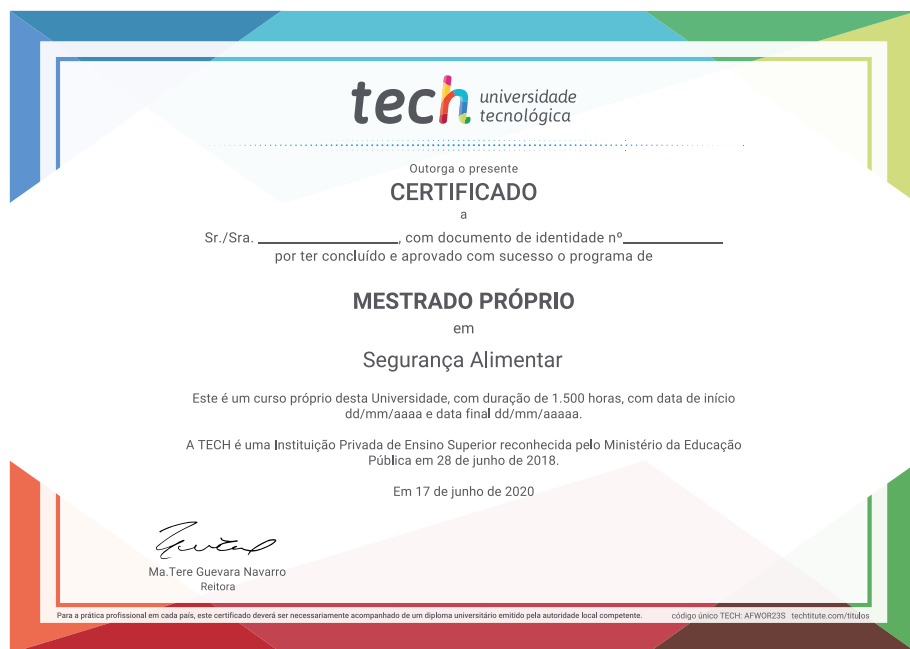 tech universidade
tecnológica
Outorga o presente
CERTIFICADO
a
Sr./Sra. ____________________, com documento de identidade nº______________
por ter concluído e aprovado com sucesso o programa de
MESTRADO PRÓPRIO
em
Segurança Alimentar
Este é um curso próprio desta Universidade, com duração de 1.500 horas, com data de início
dd/mm/aaaa e data final dd/mm/aaaaa.
A TECH é uma Instituição Privada de Ensino Superior reconhecida pelo Ministério da Educação
Pública em 28 de junho de 2018.
Em 17 de junho de 2020
Ma.Tere Guevara Navarro
Reitora
Para a prática profissional em cada país, este certificado deverá ser necessariamente acompanhado de um diploma universitário emitido pela autoridade local competente. código único TECH: AFWOR23S techtitute.com/titulos